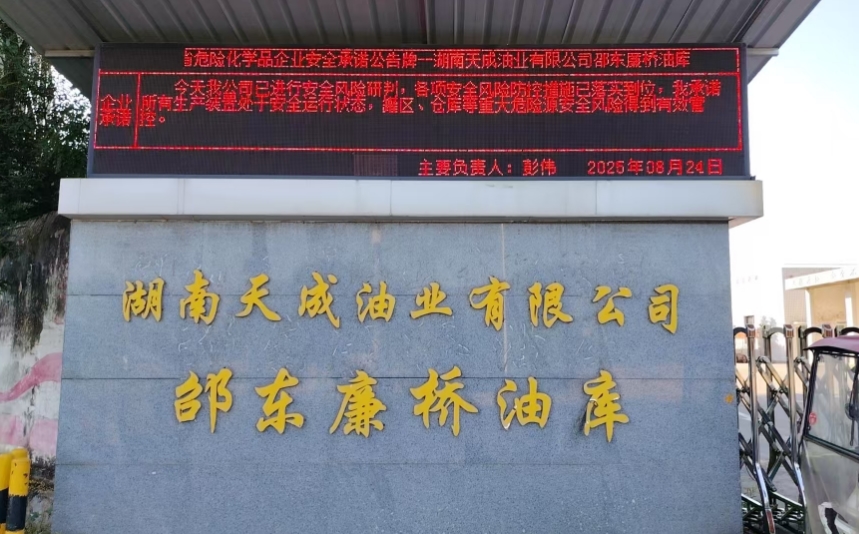 省危险化学品企业安全承诺公告牌--湖南天成油业有限公司邵东廉桥油库
企业承诺
今天我公司已进行安全风险研判，各项安全风险防控措施已落实到位，我承诺
所有生产装置处于安全运行状态，罐区、仓库等重大危险源安全风险得到有效管
控。
主要负责人：彭伟 2025年08月24日
湖南天成油业有限公司
邵东廉桥油库